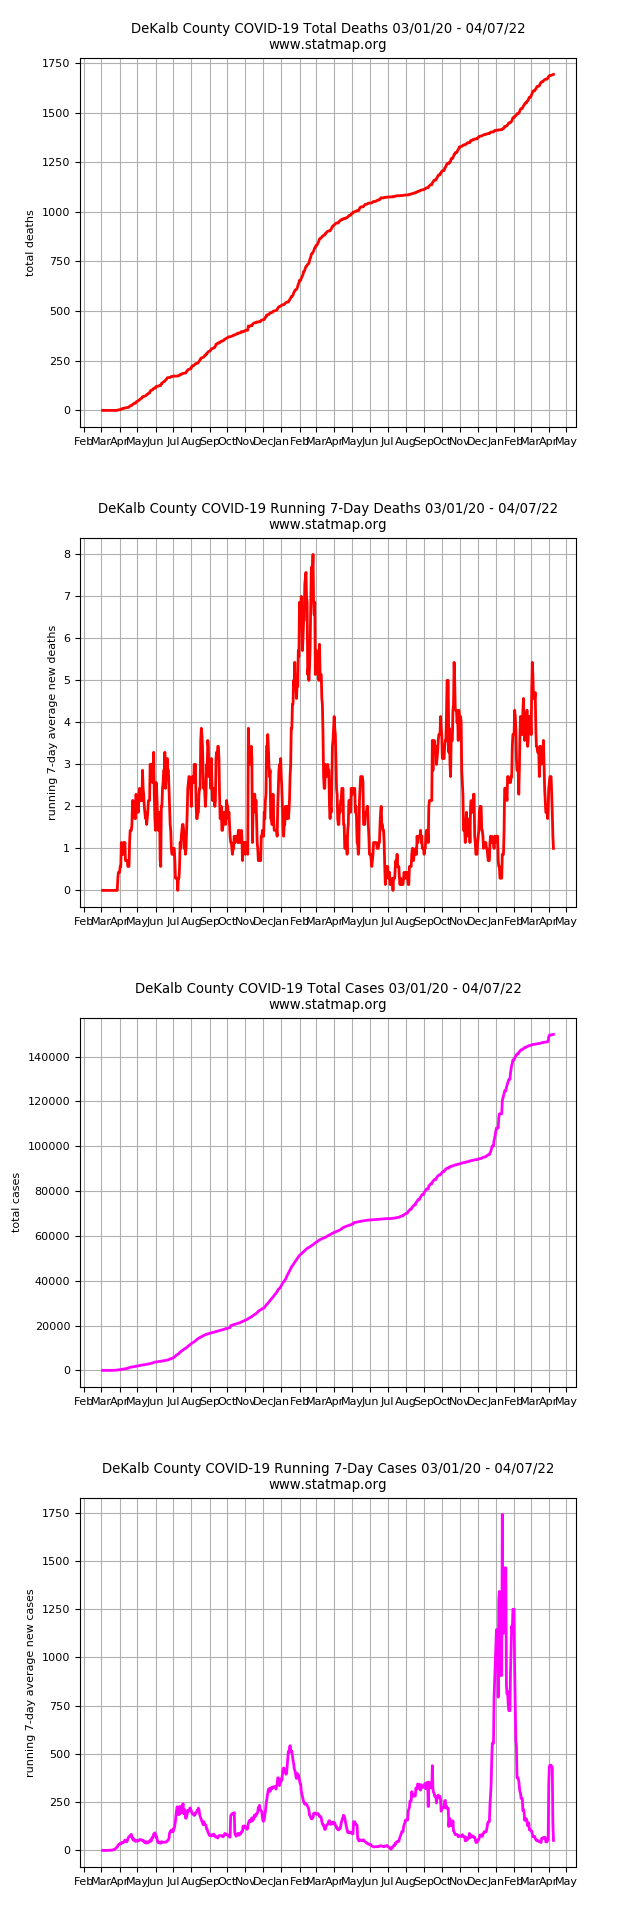 DeKalb County COVID-19 Total Deaths 03/01/20 - 04/07/22
www.statmap.org
1750
1500
1250
1000
750
500
250
0
total deaths
Feb Mar Apr May Jun Jul Aug Sep Oct Nov Dec Jan Feb Mar Apr May Jun Jul Aug Sep Oct Nov Dec Jan Feb Mar Apr May
DeKalb County COVID-19 Running 7-Day Deaths 03/01/20 - 04/07/22
www.statmap.org
8
7
6
5
4
3
2
1
0
running 7-day average new deaths
Feb Mar Apr May Jun Jul Aug Sep Oct Nov Dec Jan Feb Mar Apr May Jun Jul Aug Sep Oct Nov Dec Jan Feb Mar Apr May
DeKalb County COVID-19 Total Cases 03/01/20 - 04/07/22
www.statmap.org
140000
120000
100000
80000
60000
40000
20000
0
total cases
Feb Mar Apr May Jun Jul Aug Sep Oct Nov Dec Jan Feb Mar Apr May Jun Jul Aug Sep Oct Nov Dec Jan Feb Mar Apr May
DeKalb County COVID-19 Running 7-Day Cases 03/01/20 - 04/07/22
www.statmap.org
1750
1500
1250
1000
750
500
250
0
running 7-day average new cases
Feb Mar Apr May Jun Jul Aug Sep Oct Nov Dec Jan Feb Mar Apr May Jun Jul Aug Sep Oct Nov Dec Jan Feb Mar Apr May